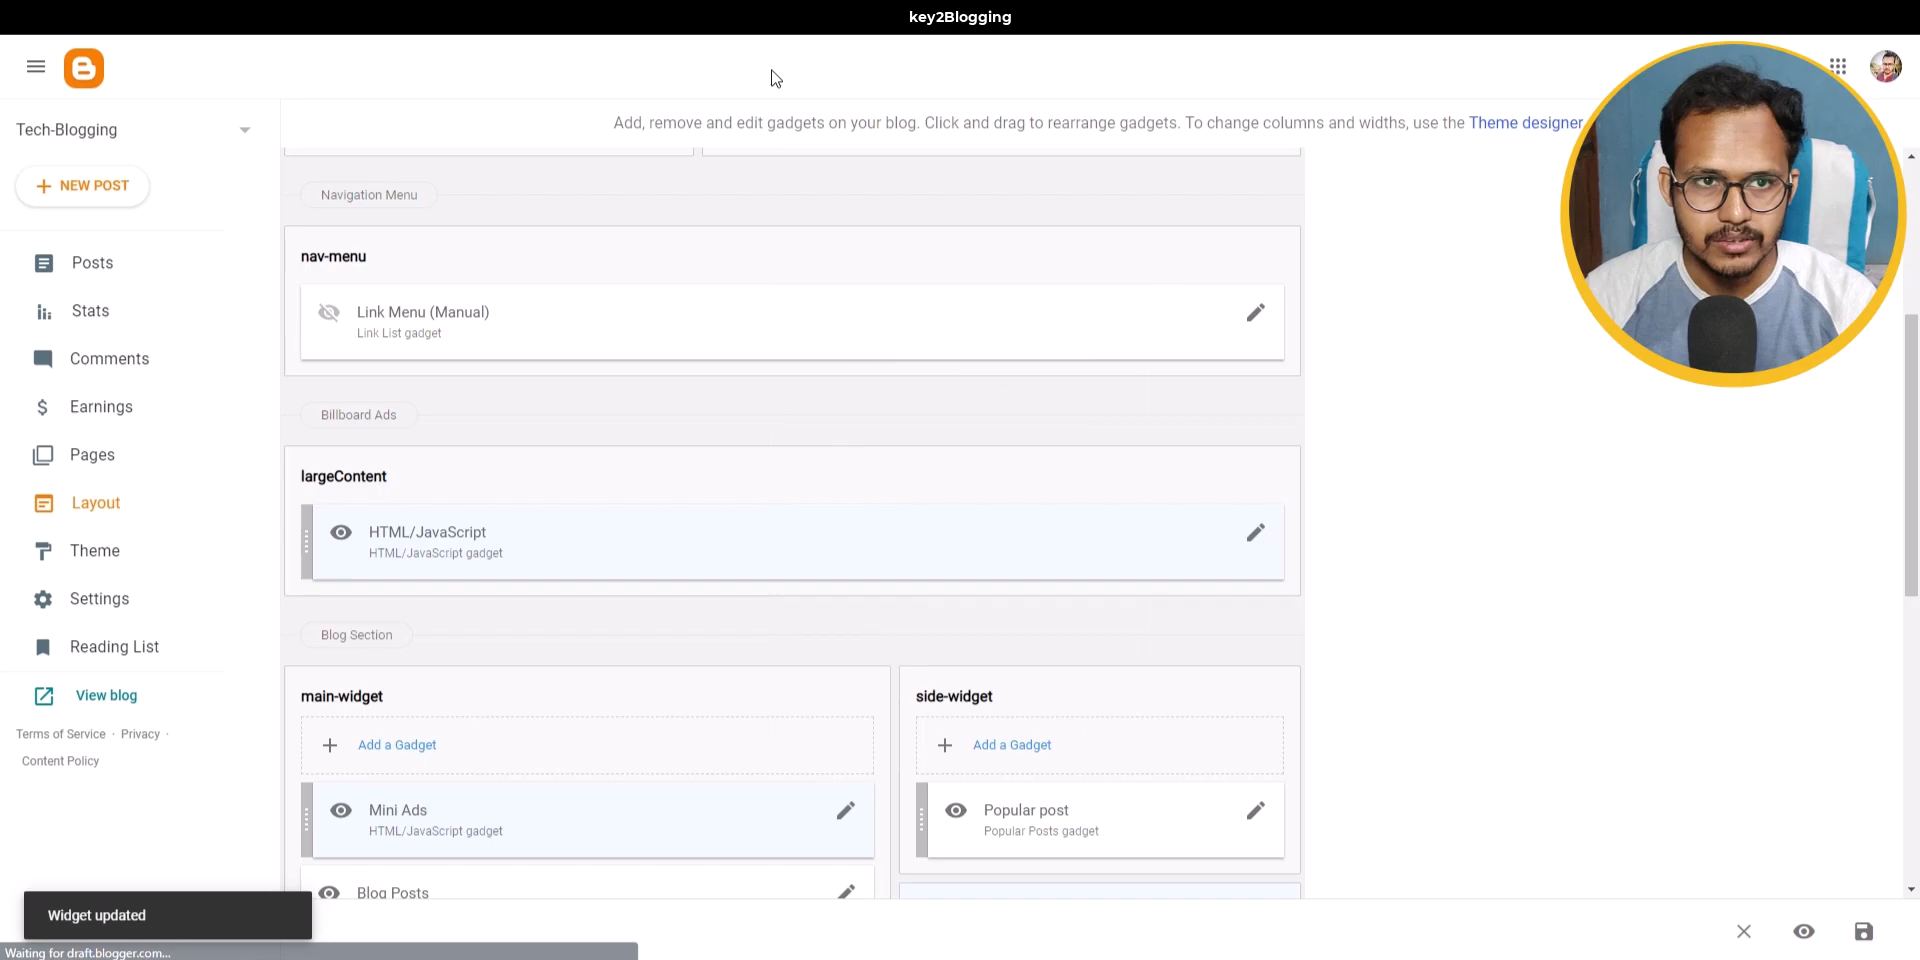 key2Blogging
Tech-Blogging
Add, remove and edit gadgets on your blog. Click and drag to rearrange gadgets. To change columns and widths, use the Theme designer
NEW POST
Posts
Stats
Comments
Earnings
Pages
Layout
Theme
Settings
Reading List
View blog
Terms of Service · Privacy ·
Content Policy
Navigation Menu
nav-menu
Link Menu (Manual)
Link List gadget
Billboard Ads
largeContent
HTML/JavaScript
HTML/JavaScript gadget
Blog Section
main-widget
Add a Gadget
Mini Ads
HTML/JavaScript gadget
Blog Posts
side-widget
Add a Gadget
Popular post
Popular Posts gadget
Widget updated
Waiting for draft.blogger.com...